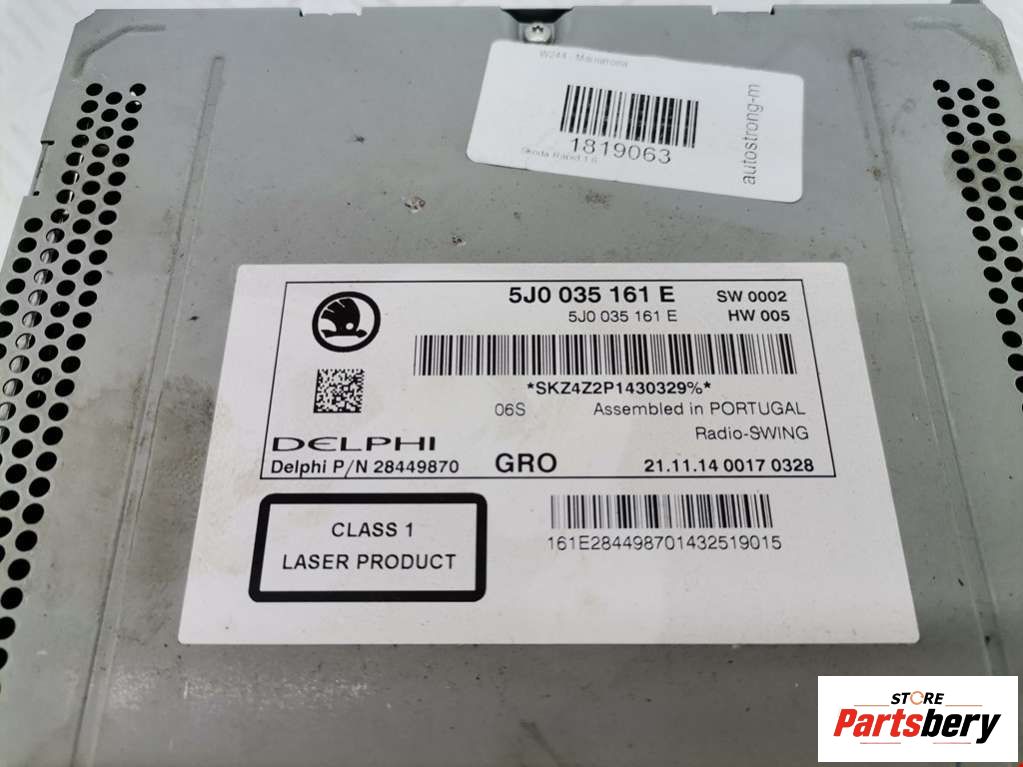 W244 - Magnetola
1819063
Skoda Rapid 1.6
autostrong-m
5J0 035 161 E SW 0002
5J0 035 161 E HW 005
*SKZ4Z2P1430329%*
06S Assembled in PORTUGAL
Radio-SWING
DELPHI
Delphi P/N 28449870 GRO 21.11.14 0017 0328
CLASS 1
LASER PRODUCT
161E284498701432519015
STORE
Partsbery